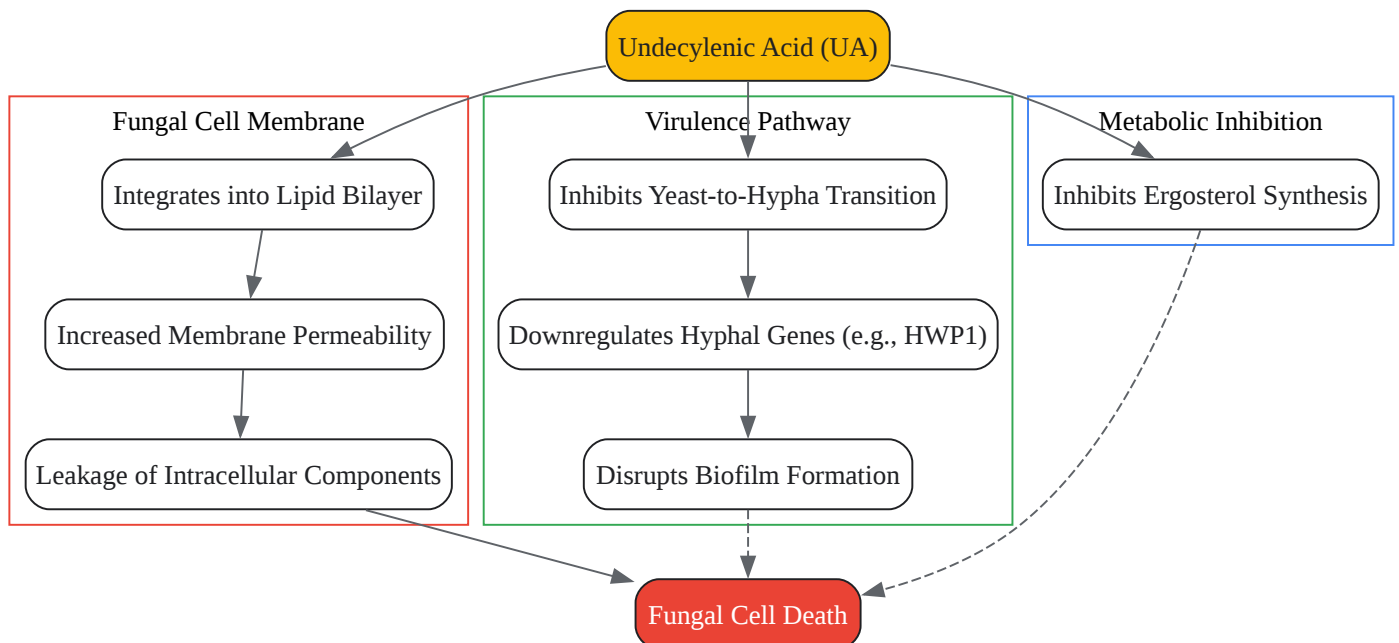 Undecylenic Acid (UA)
Fungal Cell Membrane
Integrates into Lipid Bilayer
Increased Membrane Permeability
Leakage of Intracellular Components
Virulence Pathway
Inhibits Yeast-to-Hypha Transition
Downregulates Hyphal Genes (e.g., HWP1)
Disrupts Biofilm Formation
Metabolic Inhibition
Inhibits Ergosterol Synthesis
Fungal Cell Death